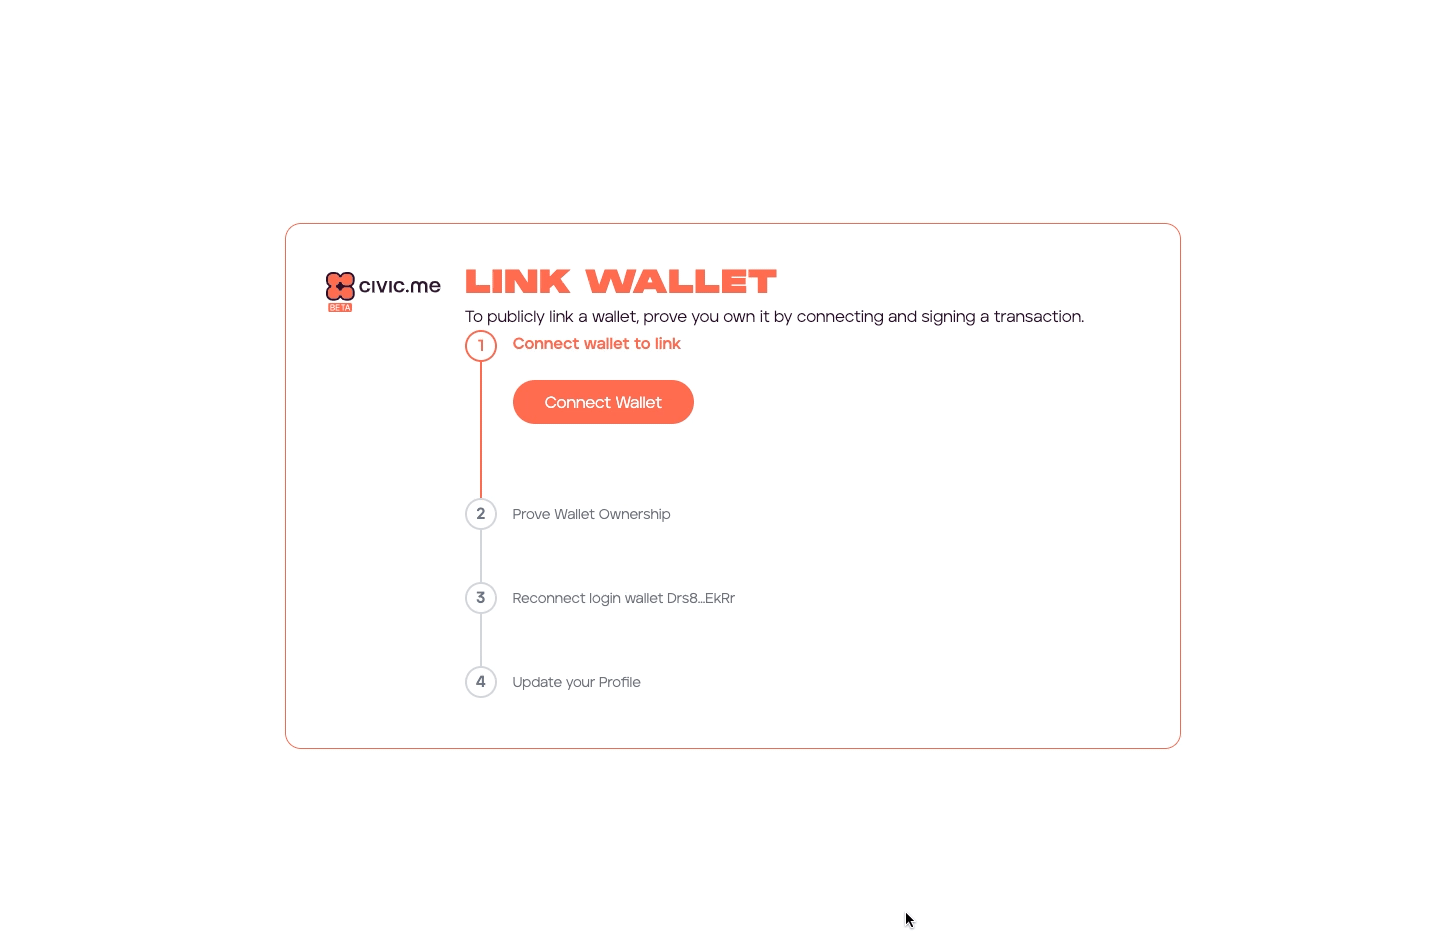 civic.me
BETA
LINK WALLET
To publicly link a wallet, prove you own it by connecting and signing a transaction.
1 Connect wallet to link
Connect Wallet
2 Prove Wallet Ownership
3 Reconnect login wallet Drs8...EkRr
4 Update your Profile